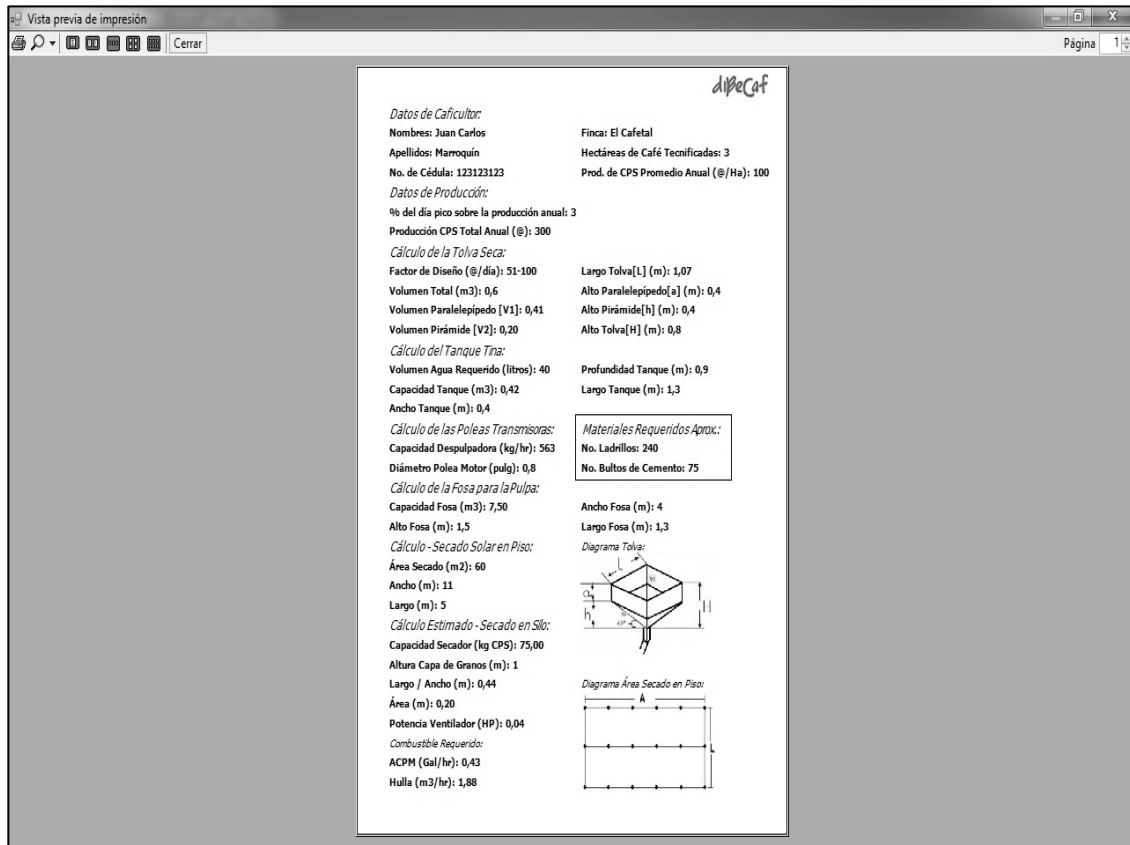 Vista previa de impresión
Cerrar
Página 1
diBeCaf
Datos de Caficultor:
Nombres: Juan Carlos Finca: El Cafetal
Apellidos: Marroquín Hectáreas de Café Tecnificadas: 3
No. de Cédula: 123123123 Prod. de CPS Promedio Anual (@/Ha): 100
Datos de Producción:
% del día pico sobre la producción anual: 3
Producción CPS Total Anual (@): 300
Cálculo de la Tolva Seca:
Factor de Diseño (@/día): 51-100 Largo Tolva[L] (m): 1,07
Volumen Total (m3): 0,6 Alto Paralelepípedo[a] (m): 0,4
Volumen Paralelepípedo [V1]: 0,41 Alto Pirámide[h] (m): 0,4
Volumen Pirámide [V2]: 0,20 Alto Tolva[H] (m): 0,8
Cálculo del Tanque Tina:
Volumen Agua Requerido (litros): 40 Profundidad Tanque (m): 0,9
Capacidad Tanque (m3): 0,42 Largo Tanque (m): 1,3
Ancho Tanque (m): 0,4
Cálculo de las Poleas Transmisoras: Materiales Requeridos Aprox.:
Capacidad Despulpadora (kg/hr): 563 No. Ladrillos: 240
Diámetro Polea Motor (pulg): 0,8 No. Bultos de Cemento: 75
Cálculo de la Fosa para la Pulpa:
Capacidad Fosa (m3): 7,50 Ancho Fosa (m): 4
Alto Fosa (m): 1,5 Largo Fosa (m): 1,3
Cálculo - Secado Solar en Piso: Diagrama Tolva:
Área Secado (m2): 60
Ancho (m): 11
Largo (m): 5
L
a
h
H
Cálculo Estimado - Secado en Silo:
Capacidad Secador (kg CPS): 75,00
Altura Capa de Granos (m): 1
Largo / Ancho (m): 0,44 Diagrama Área Secado en Piso:
Área (m): 0,20
Potencia Ventilador (HP): 0,04
Combustible Requerido:
ACPM (Gal/hr): 0,43
Hulla (m3/hr): 1,88
A
L